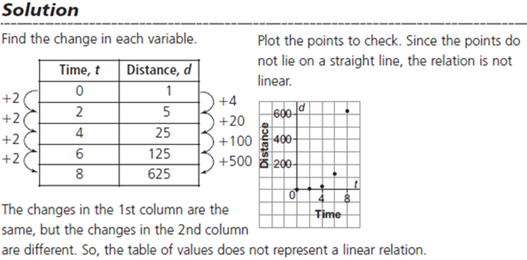 Solution
Find the change in each variable.
Time, t Distance, d
0 1
2 5
4 25
6 125
8 625
+2
+2
+2
+2
+4
+20
+100
+500
The changes in the 1st column are the
same, but the changes in the 2nd column
are different. So, the table of values does not represent a linear relation.
Plot the points to check. Since the points do
not lie on a straight line, the relation is not
linear.
d
600
400
200
Distance
0 4 8
t
Time